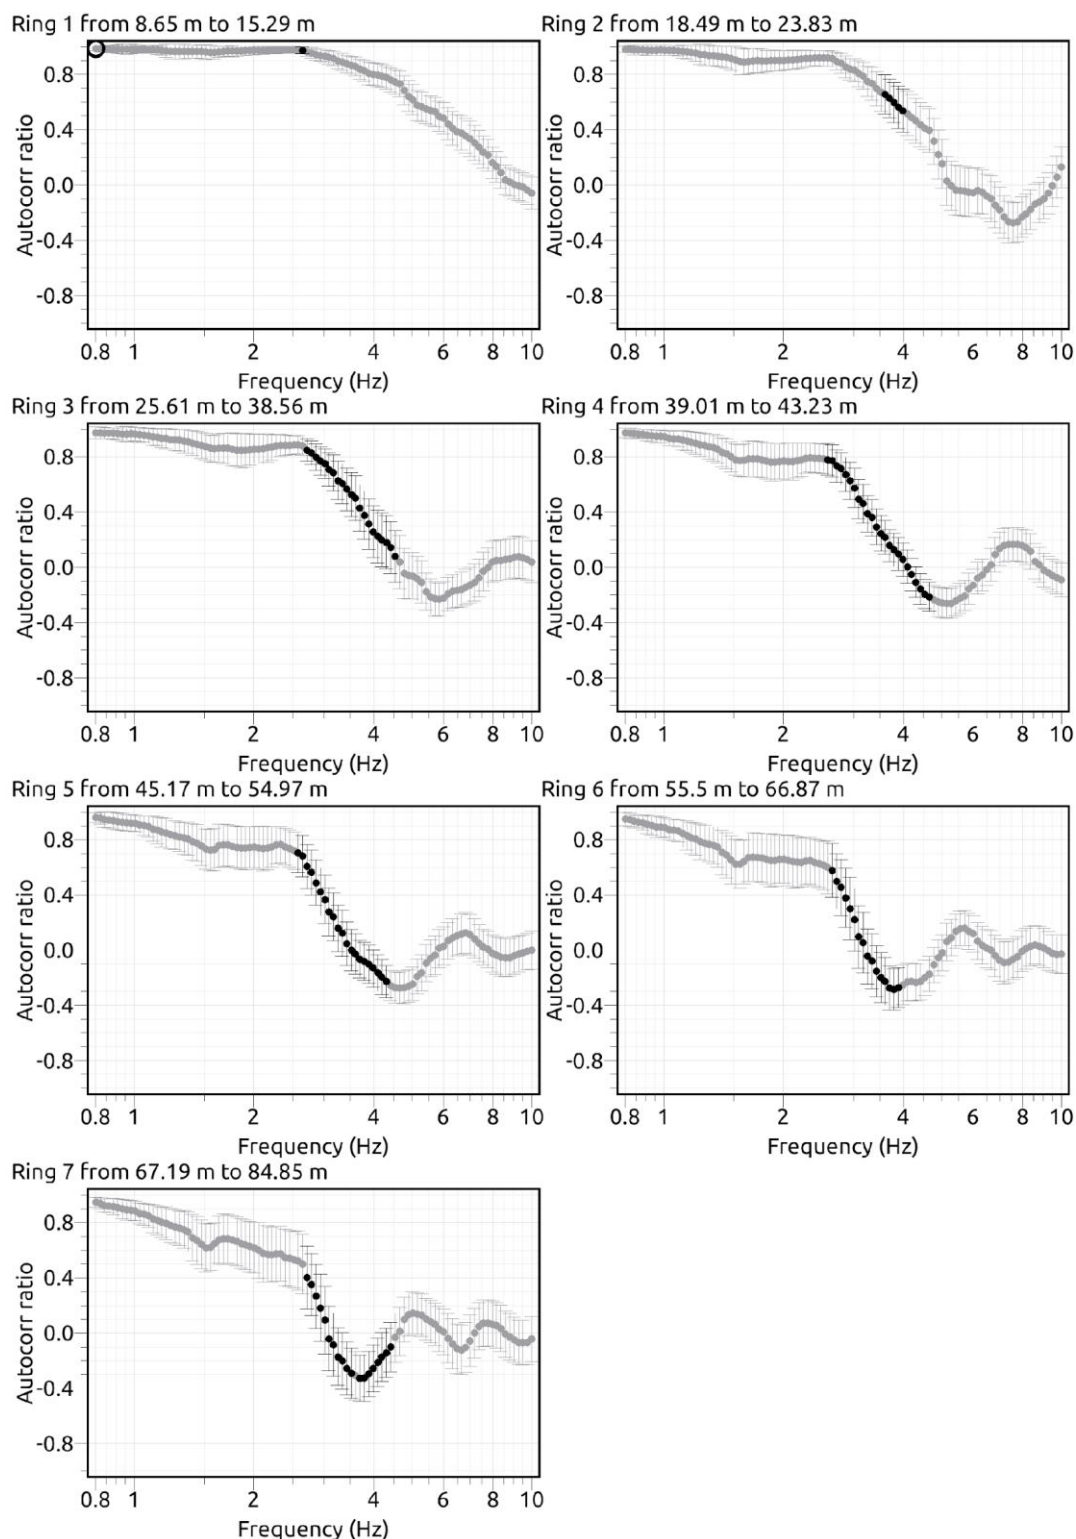 Ring 1 from 8.65 m to 15.29 m
Ring 2 from 18.49 m to 23.83 m
Autocorr ratio
0.8
0.4
0.0
-0.4
-0.8
0.8 1 2 4 6 8 10
Frequency (Hz)
Autocorr ratio
0.8
0.4
0.0
-0.4
-0.8
0.8 1 2 4 6 8 10
Frequency (Hz)
Ring 3 from 25.61 m to 38.56 m
Ring 4 from 39.01 m to 43.23 m
Autocorr ratio
0.8
0.4
0.0
-0.4
-0.8
0.8 1 2 4 6 8 10
Frequency (Hz)
Autocorr ratio
0.8
0.4
0.0
-0.4
-0.8
0.8 1 2 4 6 8 10
Frequency (Hz)
Ring 5 from 45.17 m to 54.97 m
Ring 6 from 55.5 m to 66.87 m
Autocorr ratio
0.8
0.4
0.0
-0.4
-0.8
0.8 1 2 4 6 8 10
Frequency (Hz)
Autocorr ratio
0.8
0.4
0.0
-0.4
-0.8
0.8 1 2 4 6 8 10
Frequency (Hz)
Ring 7 from 67.19 m to 84.85 m
Autocorr ratio
0.8
0.4
0.0
-0.4
-0.8
0.8 1 2 4 6 8 10
Frequency (Hz)